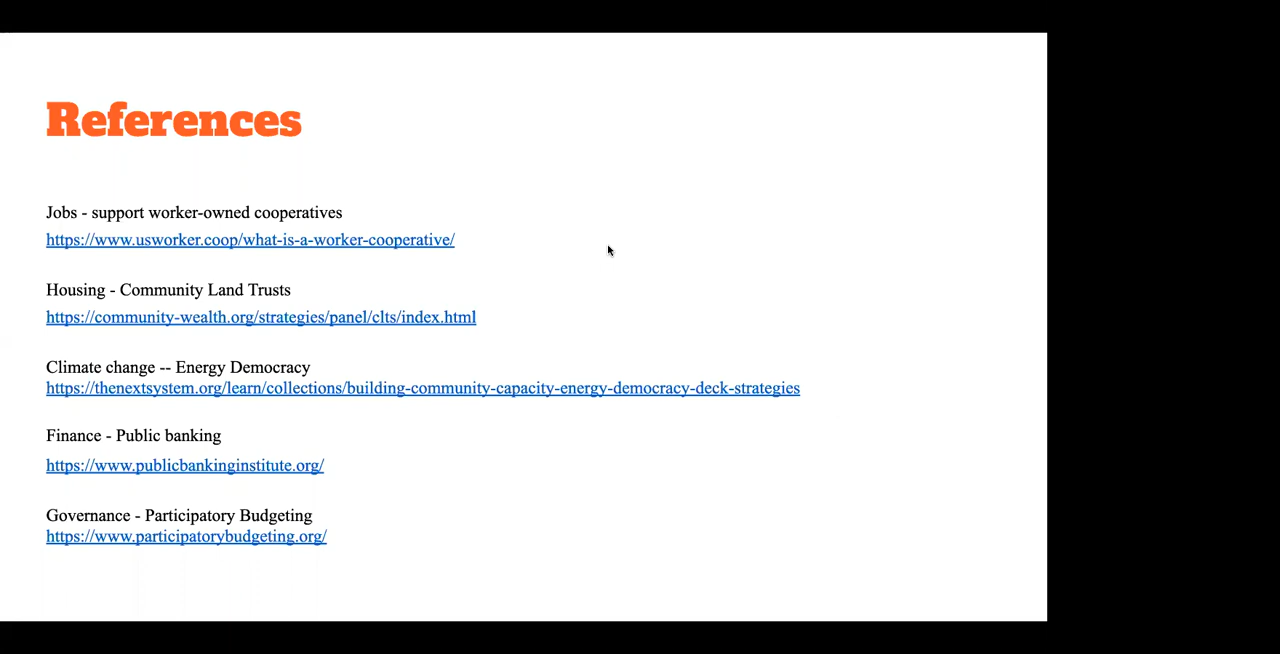 References
Jobs - support worker-owned cooperatives
https://www.usworker.coop/what-is-a-worker-cooperative/
Housing - Community Land Trusts
https://community-wealth.org/strategies/panel/clts/index.html
Climate change -- Energy Democracy
https://thenextsystem.org/learn/collections/building-community-capacity-energy-democracy-deck-strategies
Finance - Public banking
https://www.publicbankinginstitute.org/
Governance - Participatory Budgeting
https://www.participatorybudgeting.org/